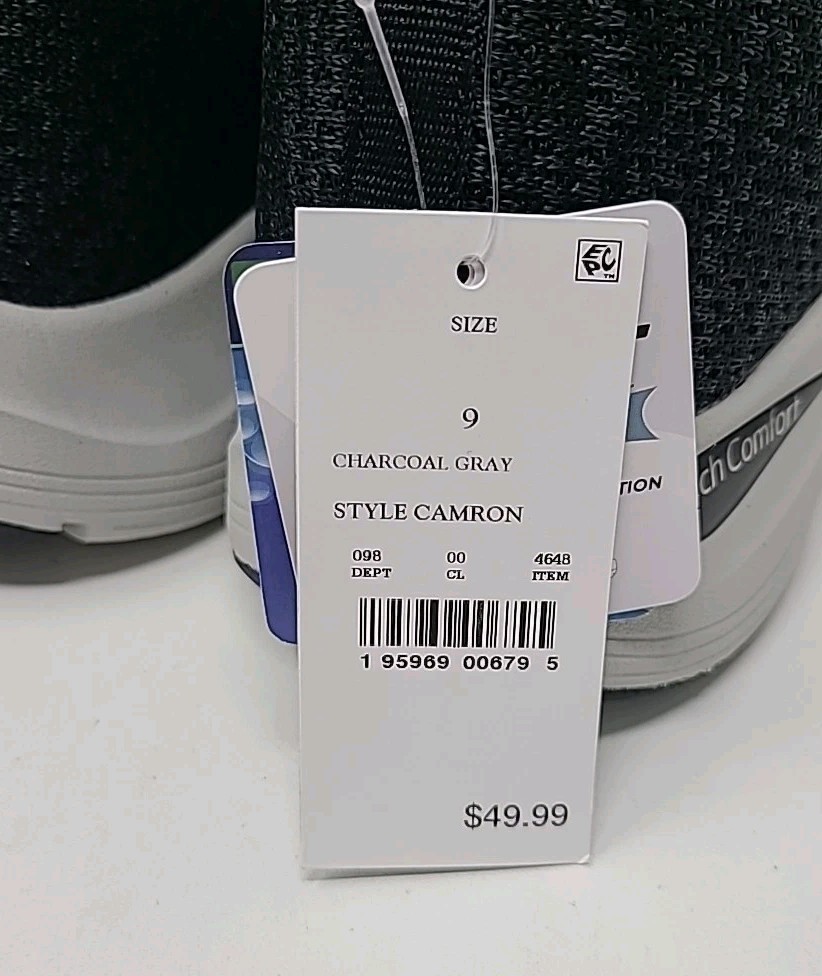 EPC™
SIZE
9
CHARCOAL GRAY
STYLE CAMRON
098 00 4648
DEPT CL ITEM
1 95969 00679 5
$49.99
TION
ch Comfort